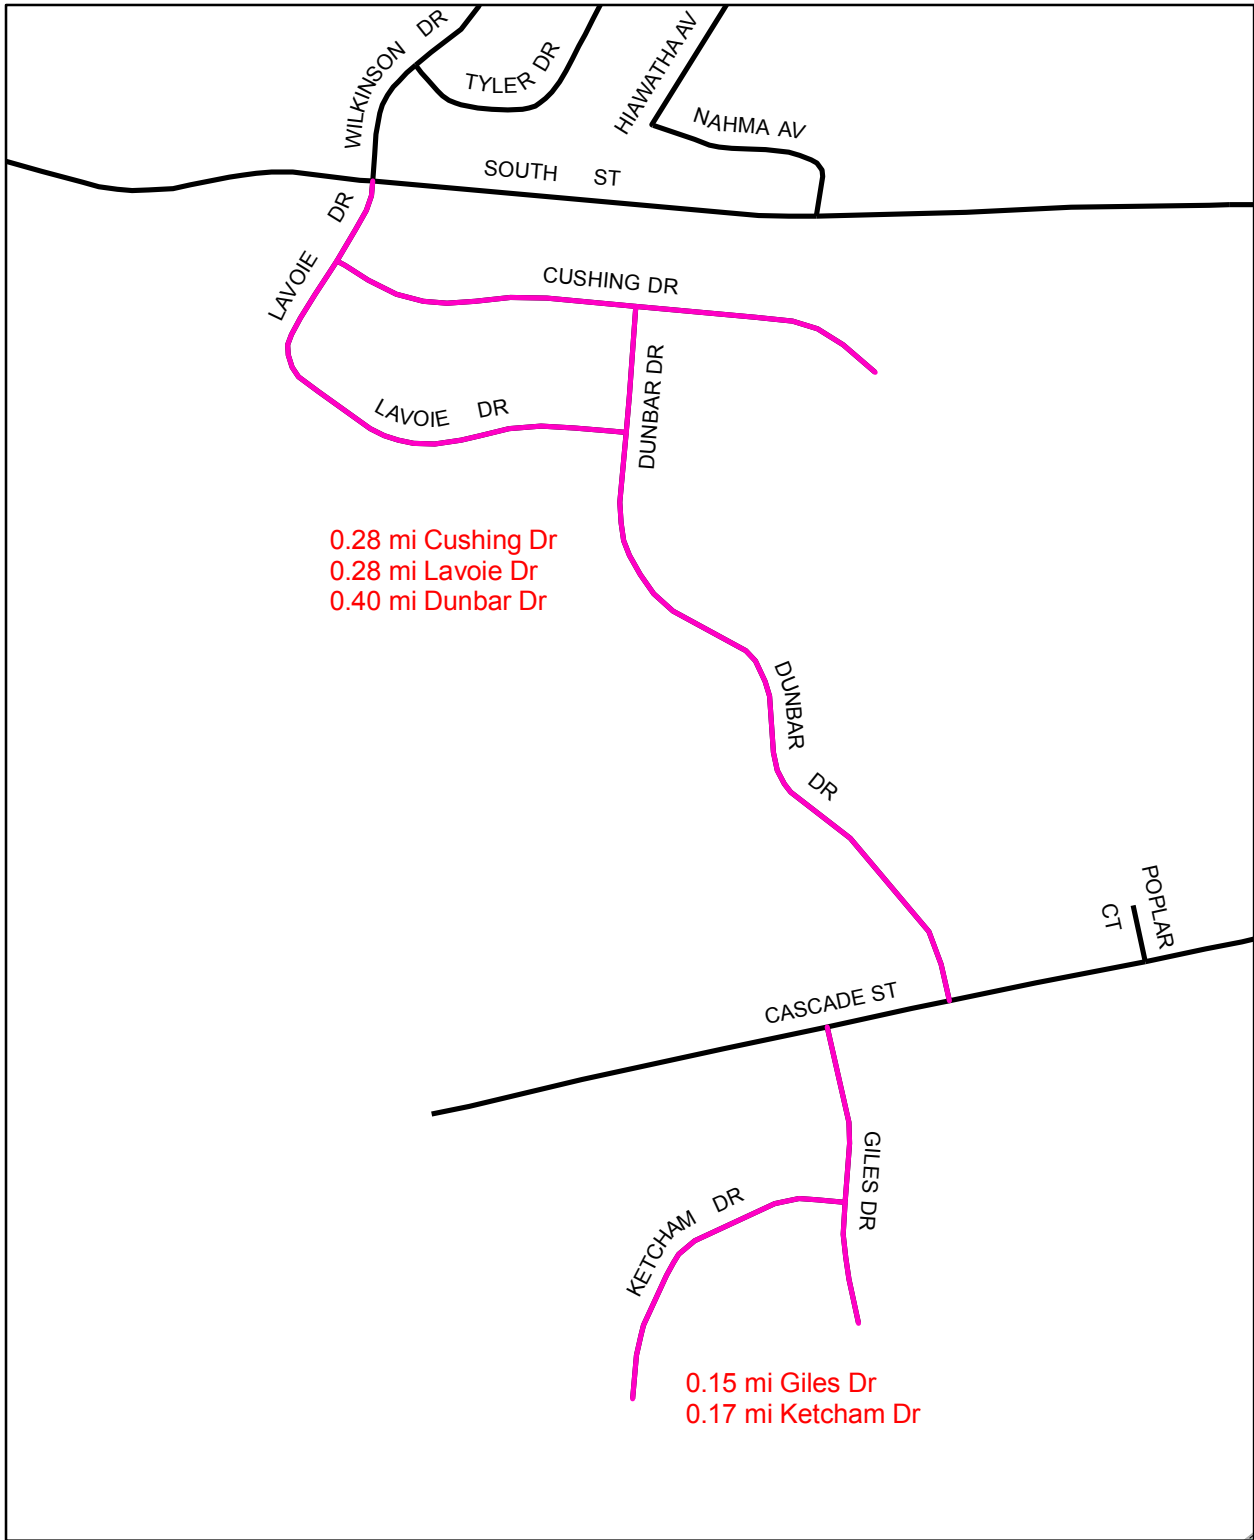 WILKINSON DR
TYLER DR
HIAWATHA AV
NAHMA AV
SOUTH ST
LAVOIE DR
CUSHING DR
DUNBAR DR
LAVOIE DR
0.28 mi Cushing Dr
0.28 mi Lavoie Dr
0.40 mi Dunbar Dr
DUNBAR DR
POPLAR
CT
CASCADE ST
GILES DR
KETCHAM DR
0.15 mi Giles Dr
0.17 mi Ketcham Dr